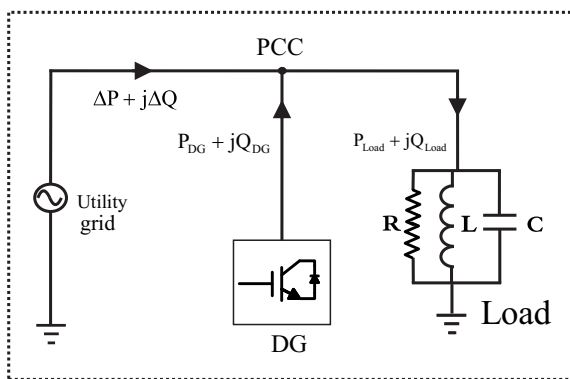 PCC
ΔP + jΔQ
P_DG + jQ_DG
P_Load + jQ_Load
Utility
grid
R
L
C
Load
DG